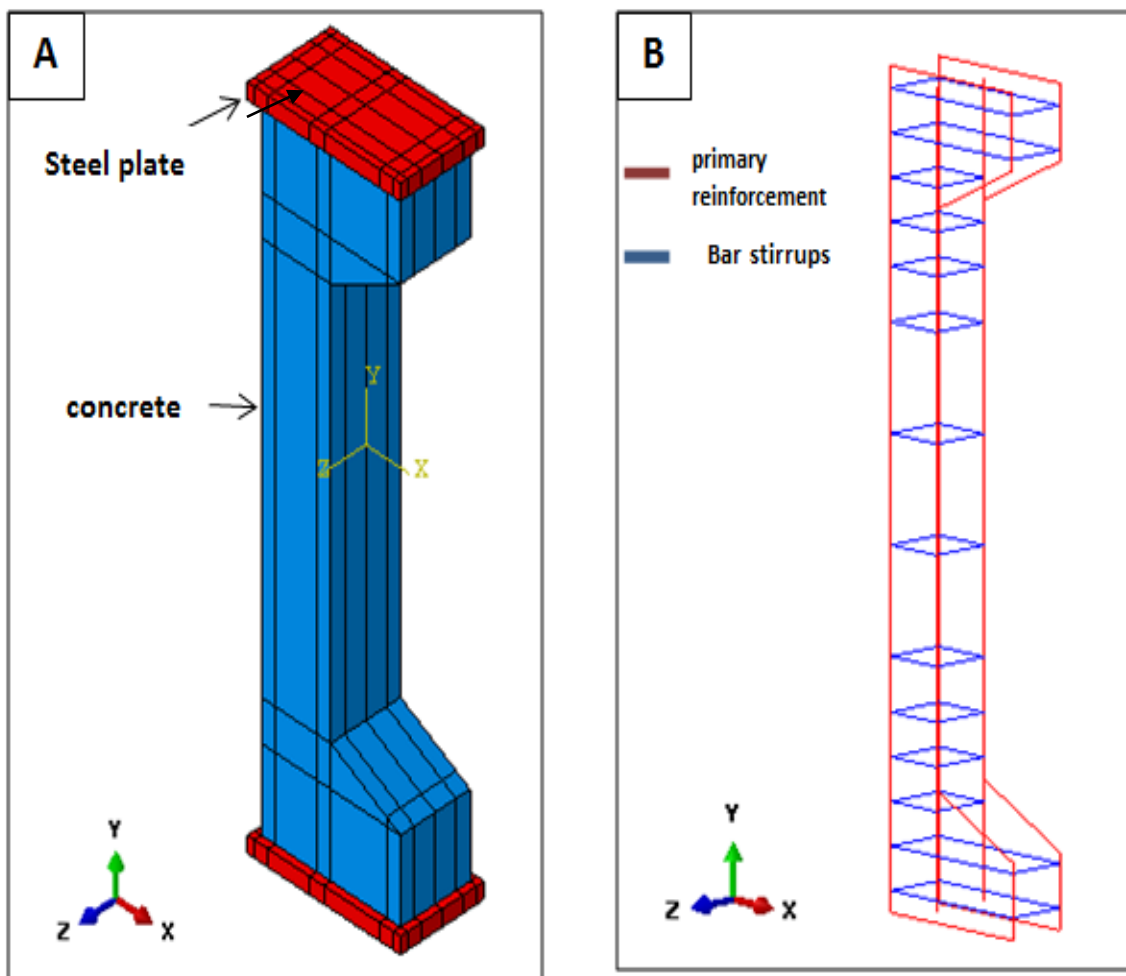 A
Steel plate
concrete
Y
Z
X
Y
Z
X
B
primary
reinforcement
Bar stirrups
Y
Z
X